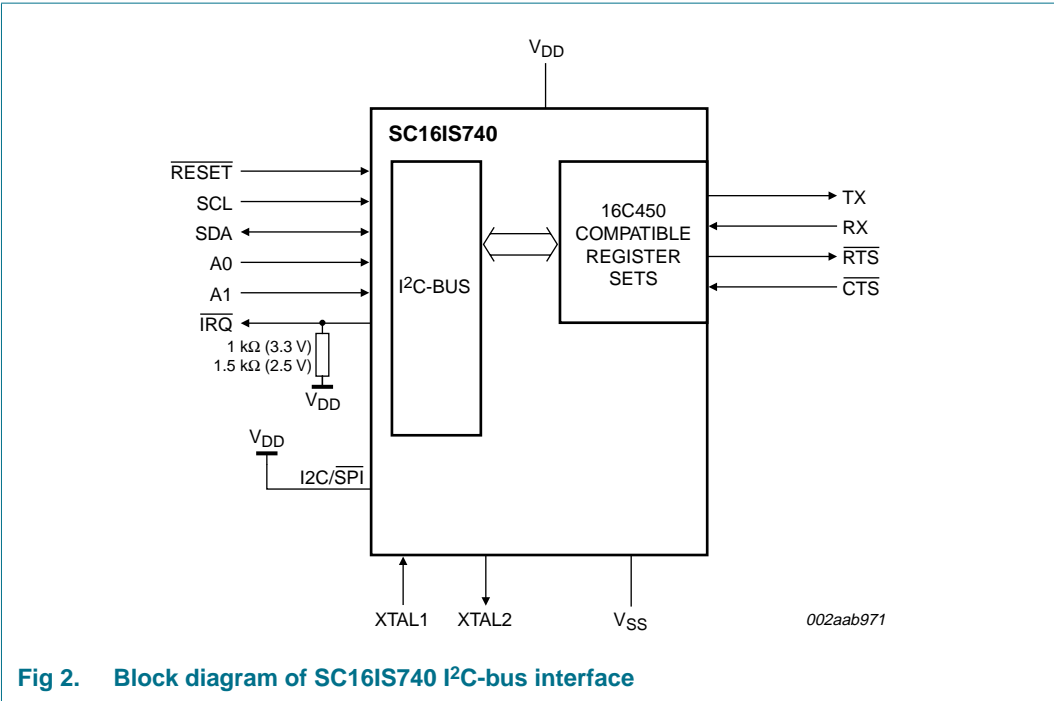 VDD
SC16IS740
RESET
SCL
SDA
A0
A1
IRQ
1 kΩ (3.3 V)
1.5 kΩ (2.5 V)
VDD
VDD
I2C/SPI
I2C-BUS
16C450
COMPATIBLE
REGISTER
SETS
TX
RX
RTS
CTS
XTAL1
XTAL2
VSS
002aab971
Fig 2. Block diagram of SC16IS740 I2C-bus interface